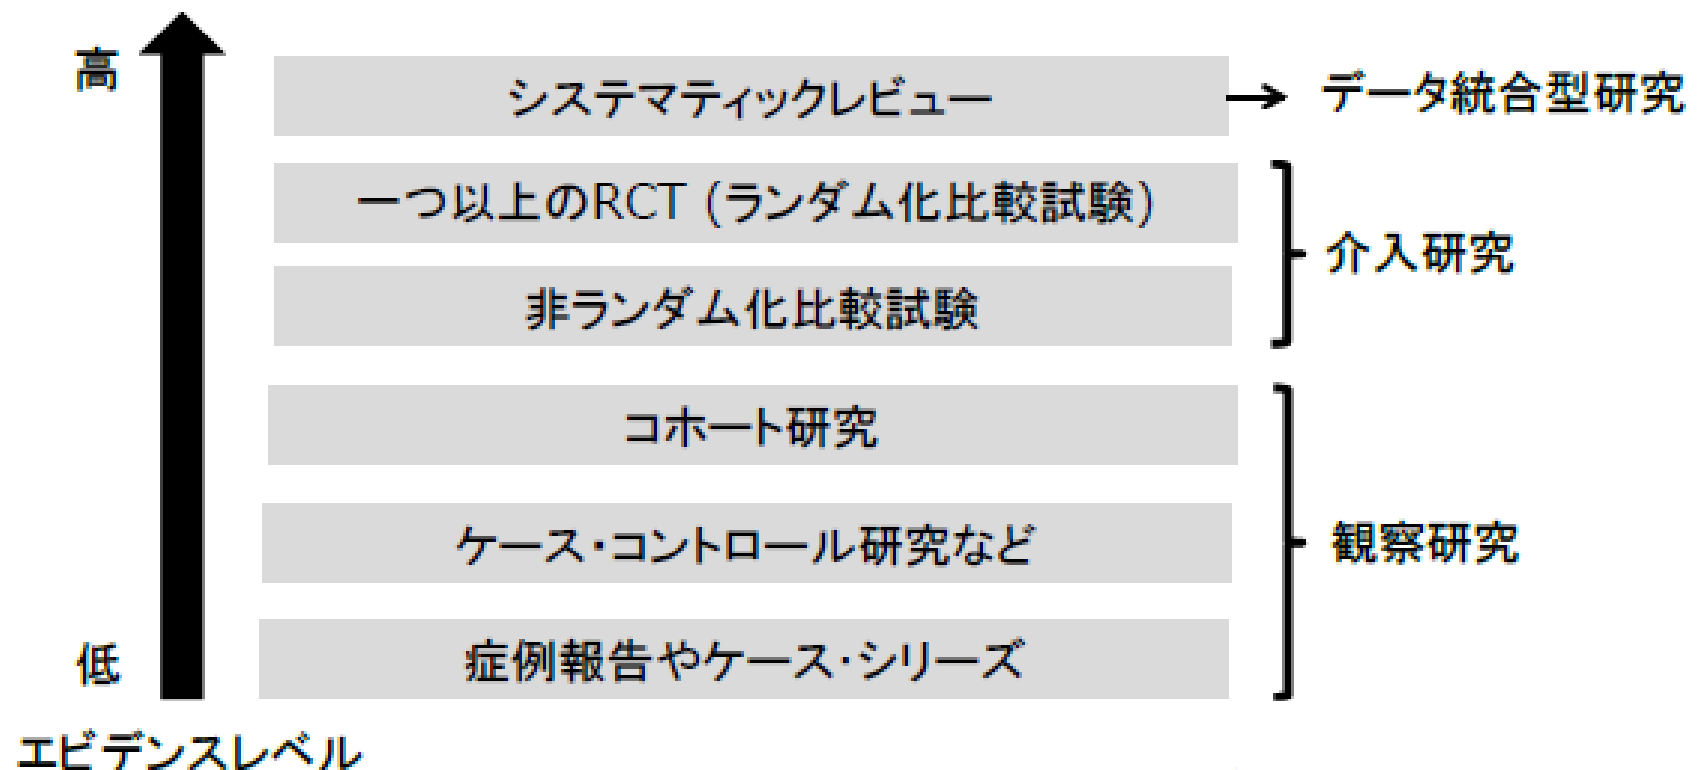 高
システマティックレビュー
データ統合型研究
一つ以上のRCT (ランダム化比較試験)
介入研究
非ランダム化比較試験
コホート研究
ケース・コントロール研究など
観察研究
症例報告やケース・シリーズ
低
エビデンスレベル